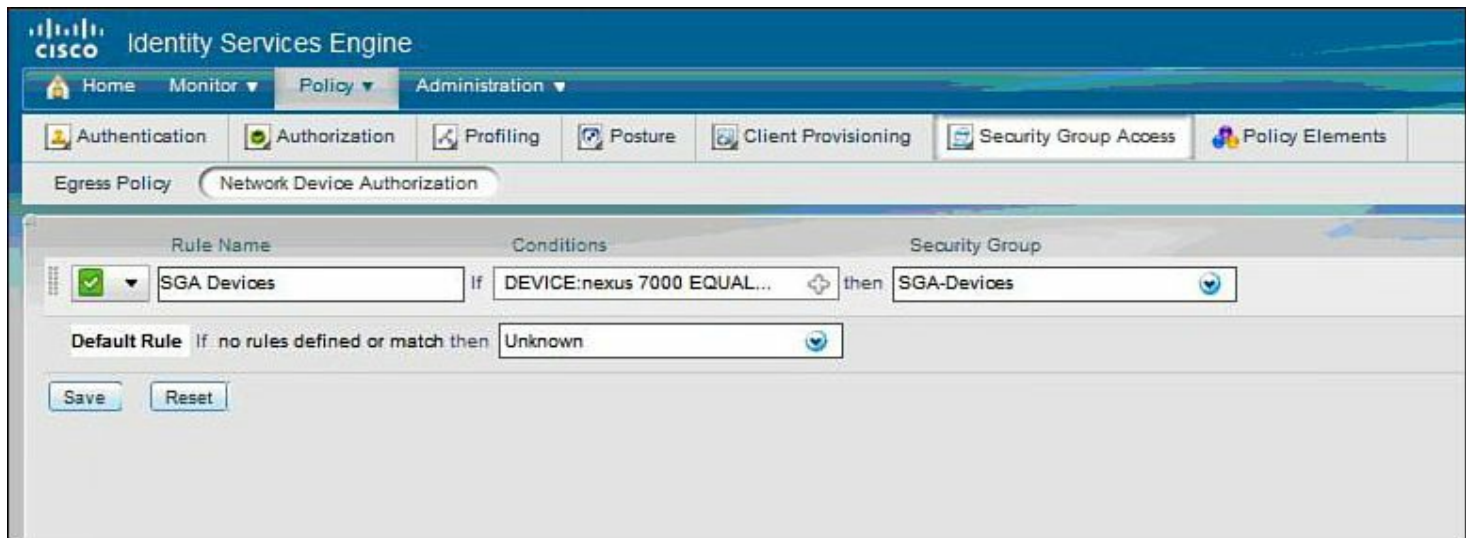 CISCO Identity Services Engine
Home Monitor Policy Administration
Authentication Authorization Profiling Posture Client Provisioning Security Group Access Policy Elements
Egress Policy Network Device Authorization
Rule Name Conditions Security Group
SGA Devices If DEVICE:nexus 7000 EQUAL... then SGA-Devices
Default Rule If no rules defined or match then Unknown
Save Reset